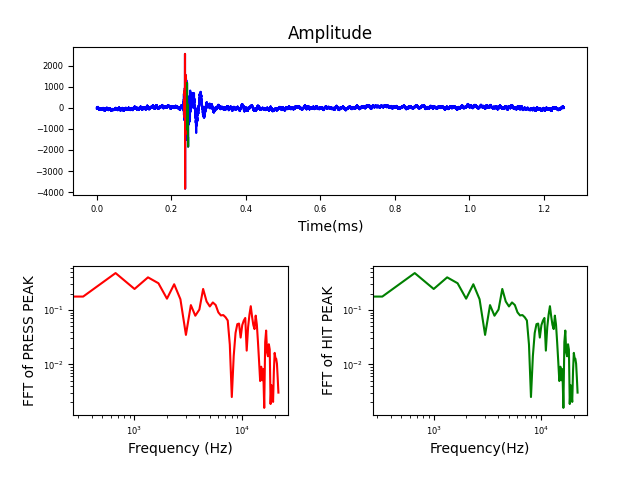 Amplitude
2000
1000
0
−1000
−2000
−3000
−4000
0.0 0.2 0.4 0.6 0.8 1.0 1.2
Time(ms)
FFT of PRESS PEAK
10⁻¹
10⁻²
10³ 10⁴
Frequency (Hz)
FFT of HIT PEAK
10⁻¹
10⁻²
10³ 10⁴
Frequency(Hz)